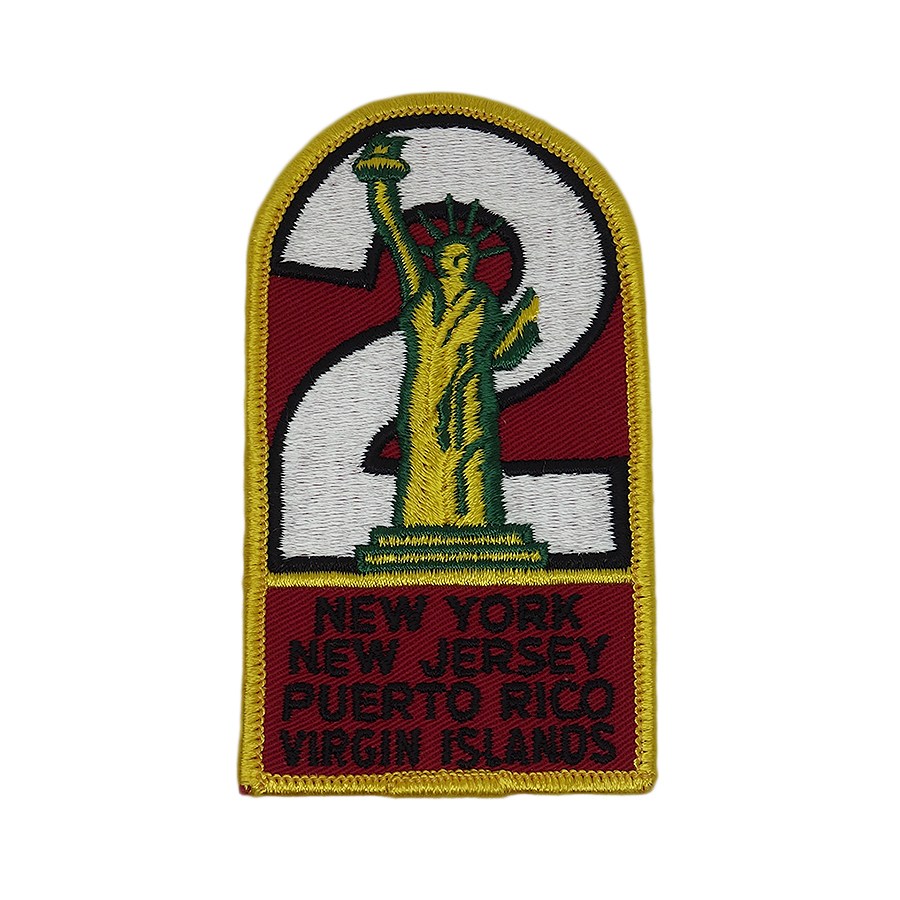 2
NEW YORK
NEW JERSEY
PUERTO RICO
VIRGIN ISLANDS